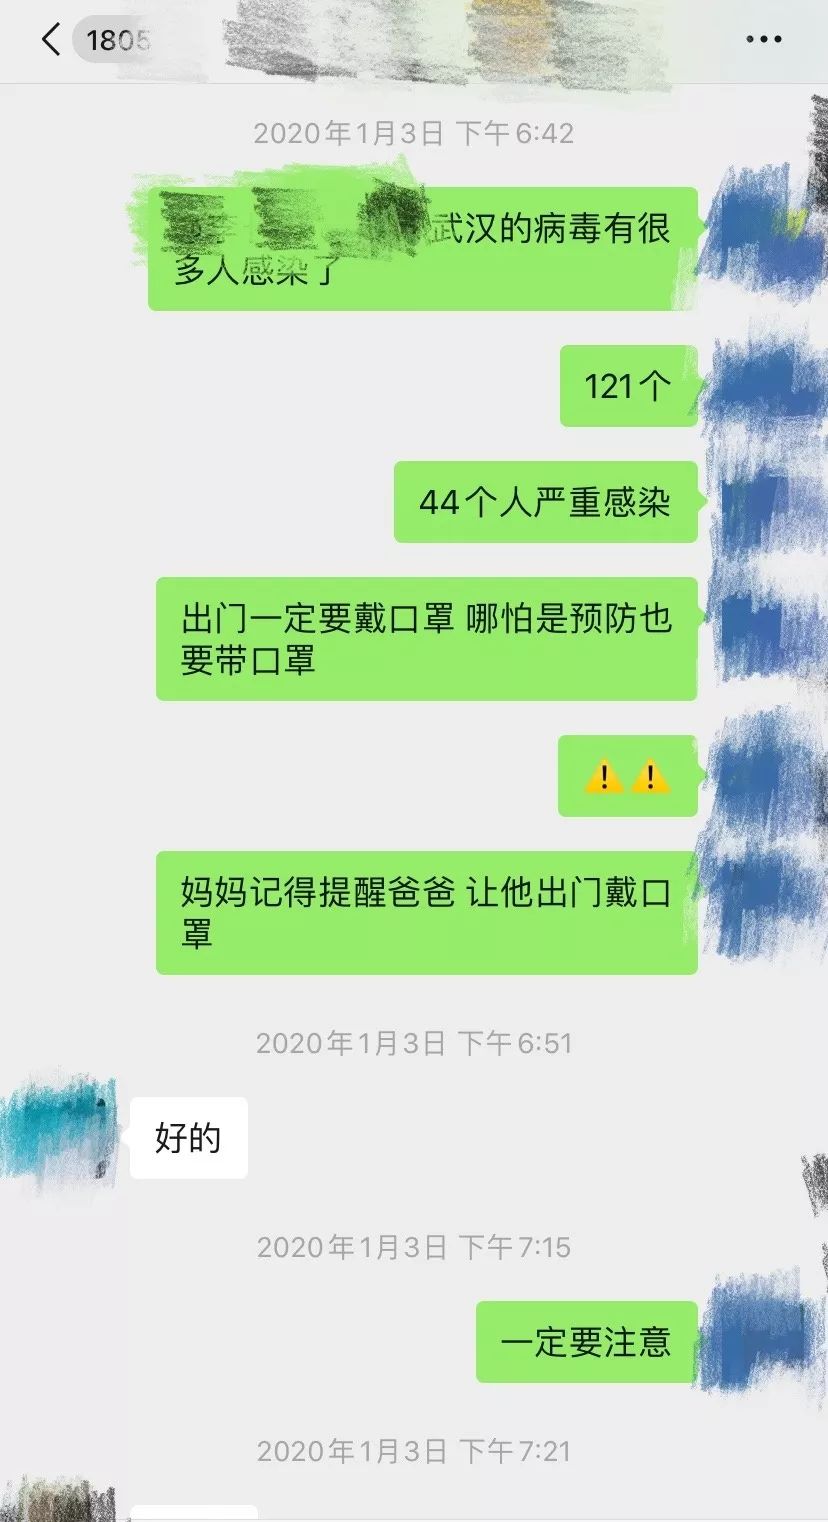 1805
2020年1月3日 下午6:42
武汉的病毒有很
多人感染了
121个
44个人严重感染
出门一定要戴口罩 哪怕是预防也
要带口罩
妈妈记得提醒爸爸 让他出门戴口
罩
2020年1月3日 下午6:51
好的
2020年1月3日 下午7:15
一定要注意
2020年1月3日 下午7:21